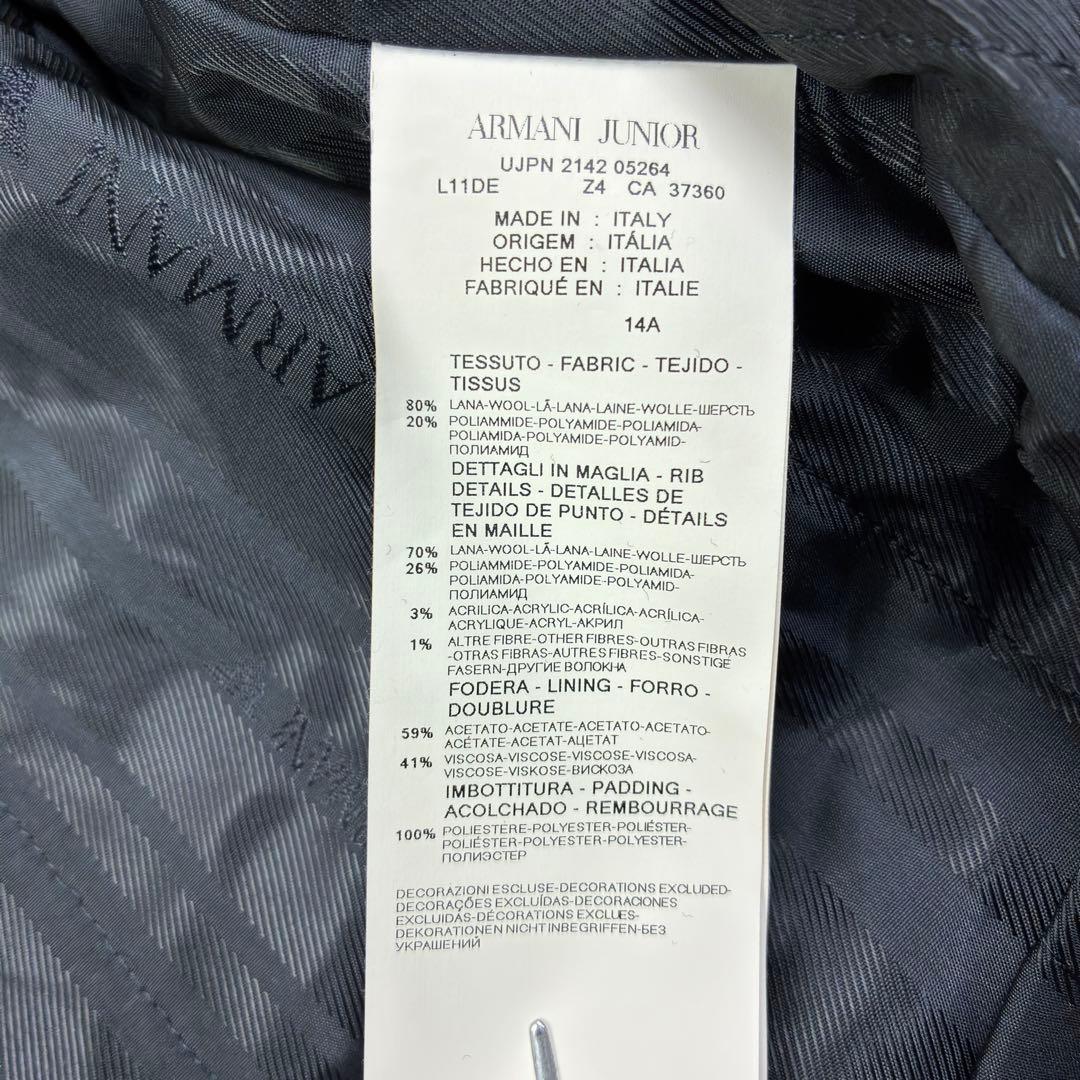 ARMANI JUNIOR
UJPN 2142 05264
L11DE Z4 CA 37360
MADE IN : ITALY
ORIGEM : ITÁLIA
HECHO EN : ITALIA
FABRIQUÉ EN : ITALIE
14A
TESSUTO - FABRIC - TEJIDO -
TISSUS
80% LANA-WOOL-LÃ-LANA-LAINE-WOLLE-ШЕРСТЬ
20% POLIAMMIDE-POLYAMIDE-POLIAMIDA-
POLIAMIDA-POLYAMIDE-POLYAMID-
ПОЛИАМИД
DETTAGLI IN MAGLIA - RIB
DETAILS - DETALLES DE
TEJIDO DE PUNTO - DÉTAILS
EN MAILLE
70% LANA-WOOL-LÃ-LANA-LAINE-WOLLE-ШЕРСТЬ
26% POLIAMMIDE-POLYAMIDE-POLIAMIDA-
POLIAMIDA-POLYAMIDE-POLYAMID-
ПОЛИАМИД
3% ACRILICA-ACRYLIC-ACRÍLICA-ACRÍLICA-
ACRYLIQUE-ACRYL-АКРИЛ
1% ALTRE FIBRE-OTHER FIBRES-OUTRAS FIBRAS
-OTRAS FIBRAS-AUTRES FIBRES-SONSTIGE
FASERN-ДРУГИЕ ВОЛОКНА
FODERA - LINING - FORRO -
DOUBLURE
59% ACETATO-ACETATE-ACETATO-ACETATO-
ACÉTATE-ACETAT-АЦЕТАТ
41% VISCOSA-VISCOSE-VISCOSE-VISCOSA-
VISCOSE-VISKOSE-ВИСКОЗА
IMBOTTITURA - PADDING -
ACOLCHADO - REMBOURRAGE
100% POLIESTERE-POLYESTER-POLIÉSTER-
POLIÉSTER-POLYESTER-POLYESTER-
ПОЛИЭСТЕР
DECORAZIONI ESCLUSE-DECORATIONS EXCLUDED-
DECORAÇÕES EXCLUÍDAS-DECORACIONES
EXCLUIDAS-DÉCORATIONS EXCLUES-
DEKORATIONEN NICHT INBEGRIFFEN-БЕЗ
УКРАШЕНИЙ
ARMANI